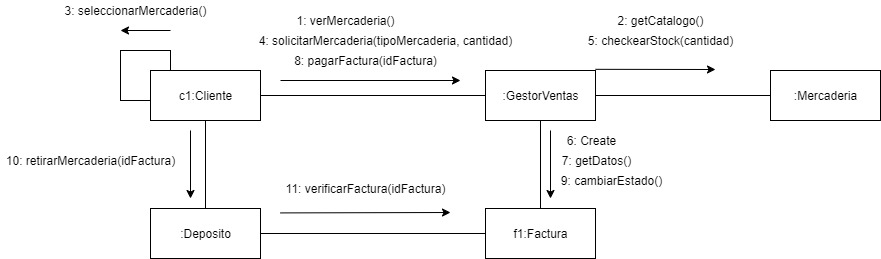 3: seleccionarMercaderia()
1: verMercaderia()
4: solicitarMercaderia(tipoMercaderia, cantidad)
8: pagarFactura(idFactura)
2: getCatalogo()
5: checkearStock(cantidad)
c1:Cliente
:GestorVentas
:Mercaderia
10: retirarMercaderia(idFactura)
6: Create
7: getDatos()
9: cambiarEstado()
11: verificarFactura(idFactura)
:Deposito
f1:Factura